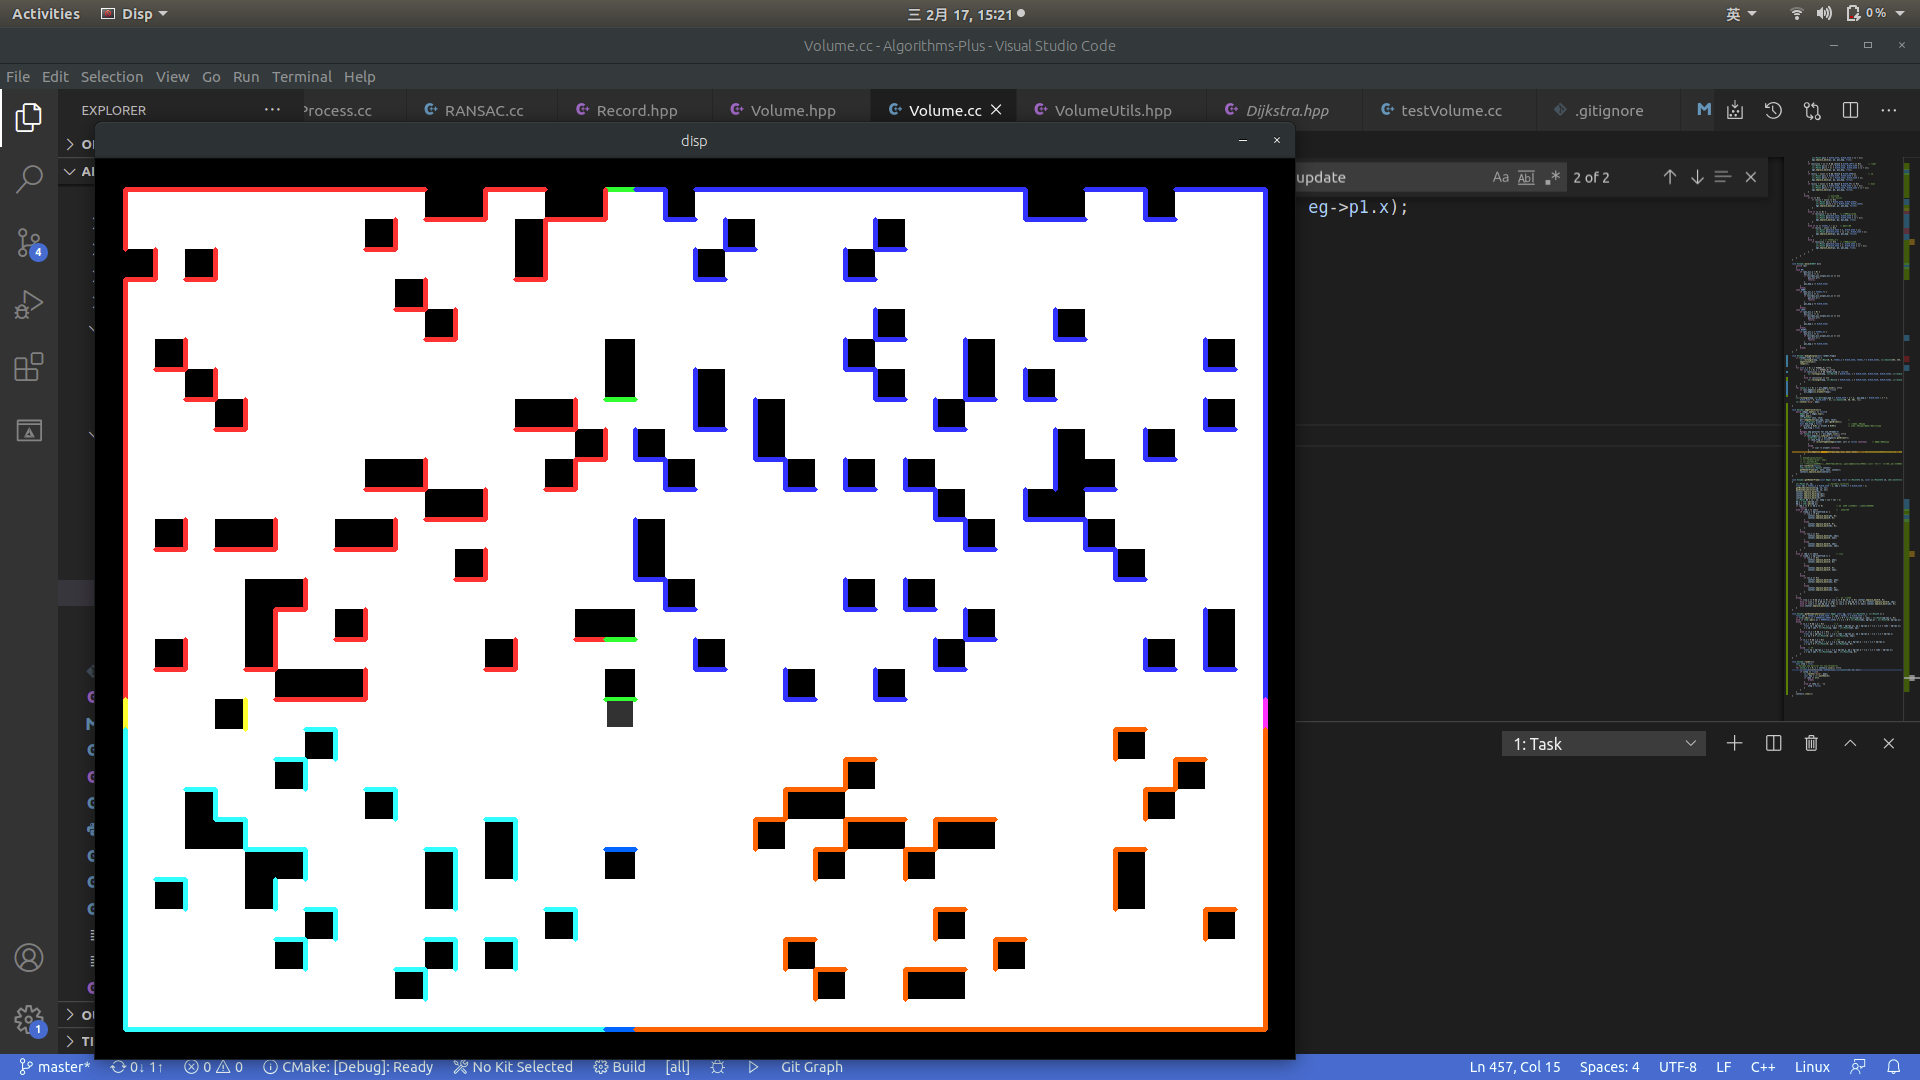 Activities Disp 三 2月 17, 15:21 英 0 %
Volume.cc - Algorithms-Plus - Visual Studio Code
File Edit Selection View Go Run Terminal Help
EXPLORER Process.cc RANSAC.cc Record.hpp Volume.hpp Volume.cc VolumeUtils.hpp Dijkstra.hpp testVolume.cc .gitignore
disp
update Aa Abl 2 of 2
eg->p1.x);
4
1: Task
1
master* 0↓ 1↑ 0 0 CMake: [Debug]: Ready No Kit Selected Build [all] Git Graph Ln 457, Col 15 Spaces: 4 UTF-8 LF C++ Linux